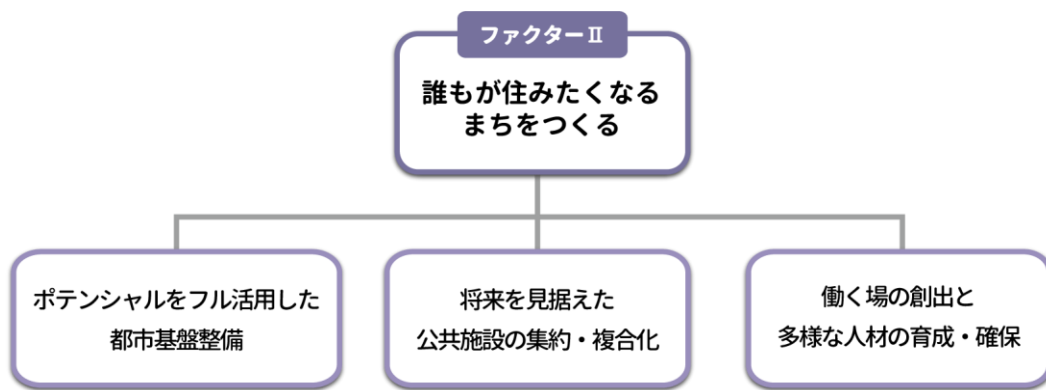 ファクターⅡ
誰もが住みたくなる
まちをつくる
ポテンシャルをフル活用した
都市基盤整備
将来を見据えた
公共施設の集約・複合化
働く場の創出と
多様な人材の育成・確保